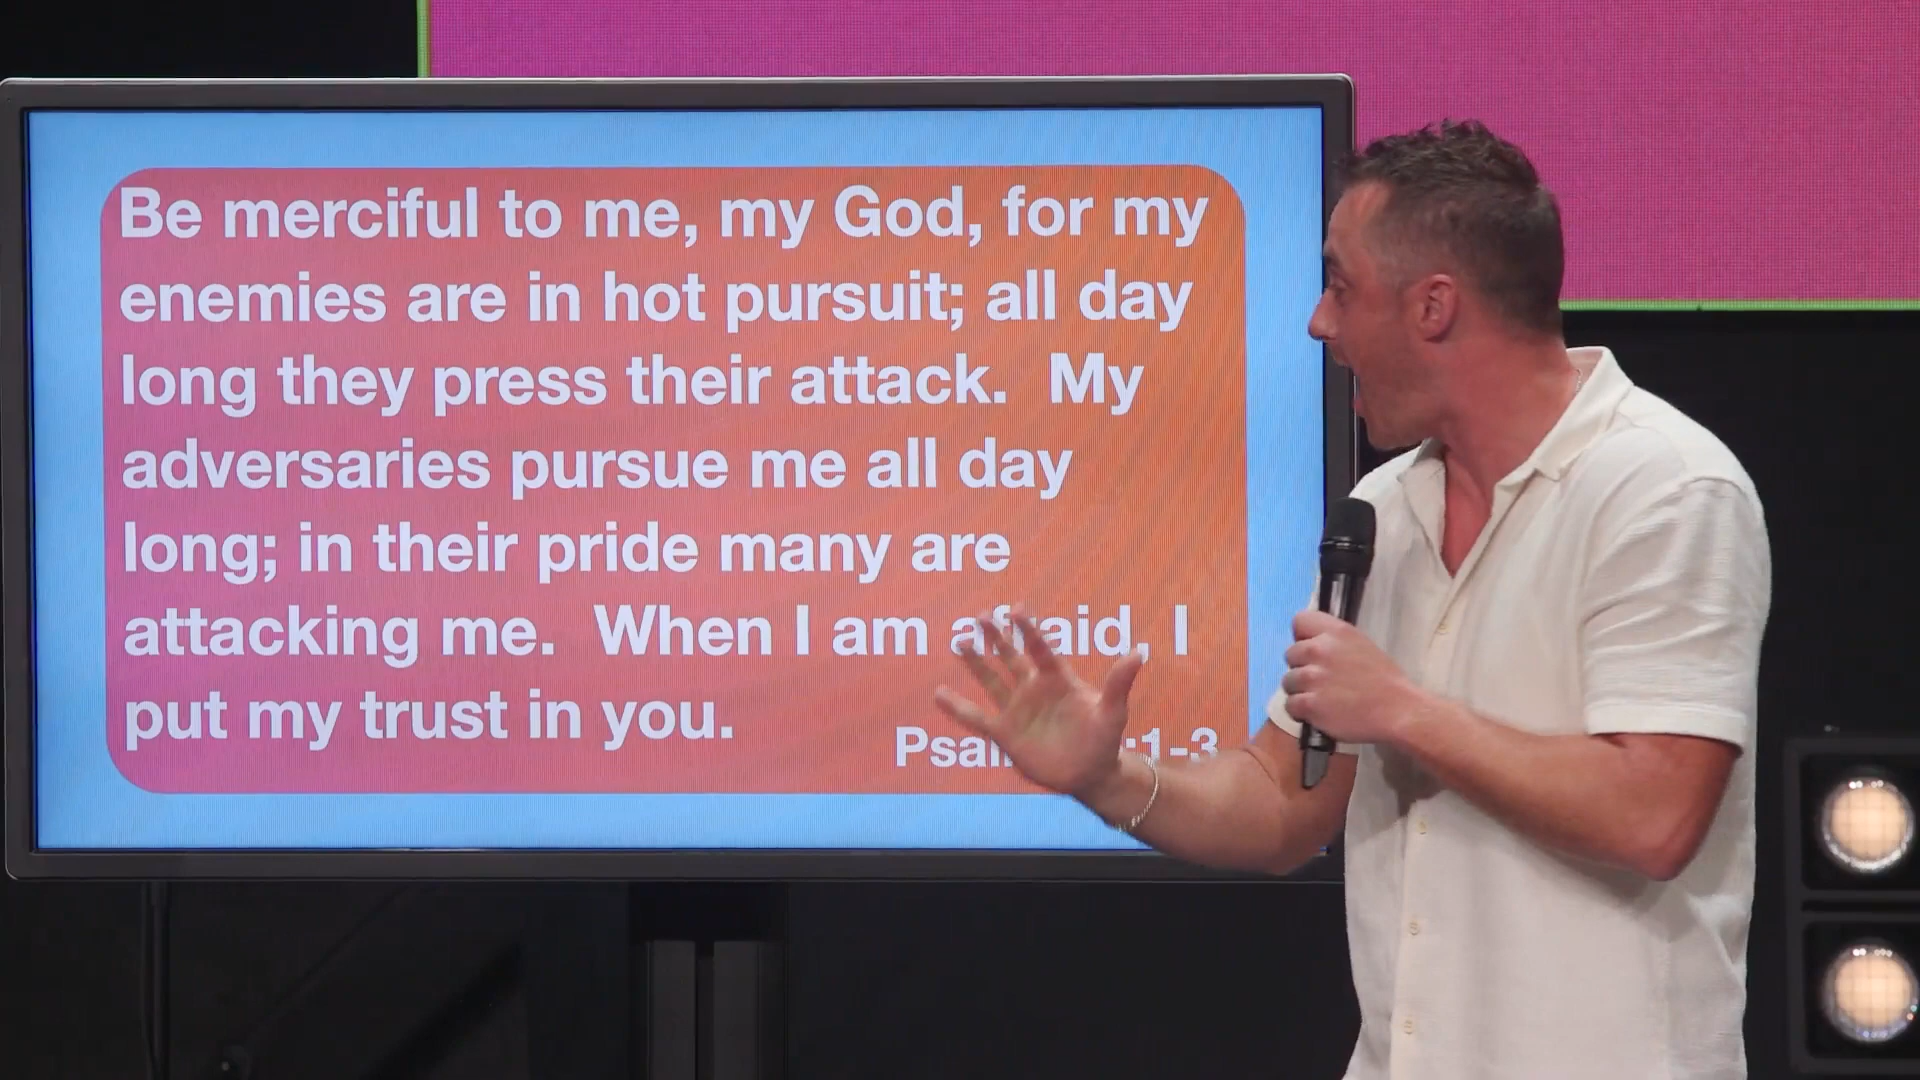 Be merciful to me, my God, for my
enemies are in hot pursuit; all day
long they press their attack.  My
adversaries pursue me all day
long; in their pride many are
attacking me.  When I am afraid, I
put my trust in you.
:1-3